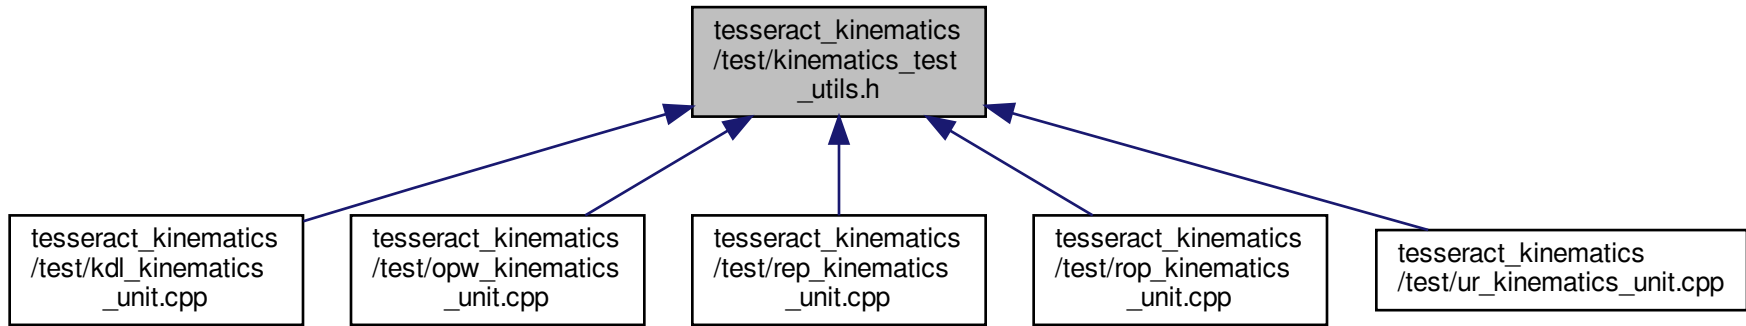 tesseract_kinematics
/test/kinematics_test
_utils.h
tesseract_kinematics
/test/kdl_kinematics
_unit.cpp
tesseract_kinematics
/test/opw_kinematics
_unit.cpp
tesseract_kinematics
/test/rep_kinematics
_unit.cpp
tesseract_kinematics
/test/rop_kinematics
_unit.cpp
tesseract_kinematics
/test/ur_kinematics_unit.cpp